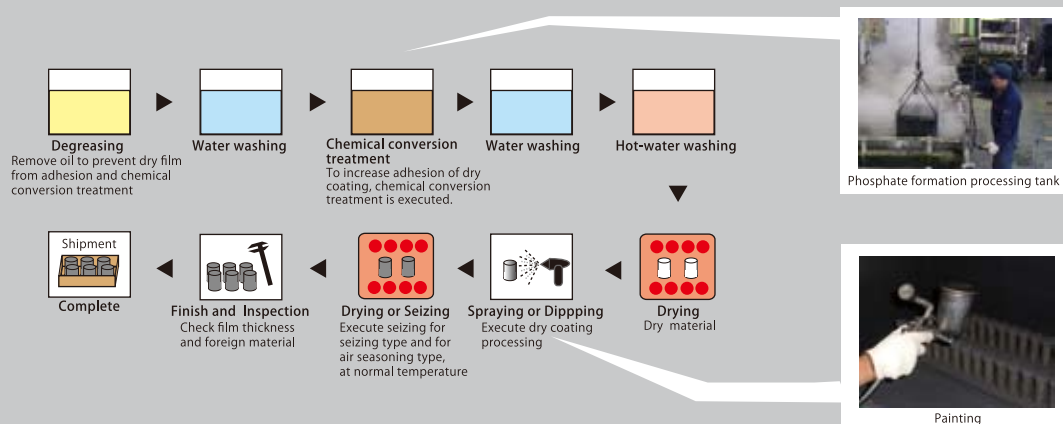 Degreasing
Remove oil to prevent dry film
from adhesion and chemical
conversion treatment
Water washing
Chemical conversion
treatment
To increase adhesion of dry
coating, chemical conversion
treatment is executed.
Water washing
Hot-water washing
Phosphate formation processing tank
Shipment
Complete
Finish and Inspection
Check film thickness
and foreign material
Drying or Seizing
Execute seizing for
seizing type and for
air seasoning type,
at normal temperature
Spraying or Dippping
Execute dry coating
processing
Drying
Dry material
Painting